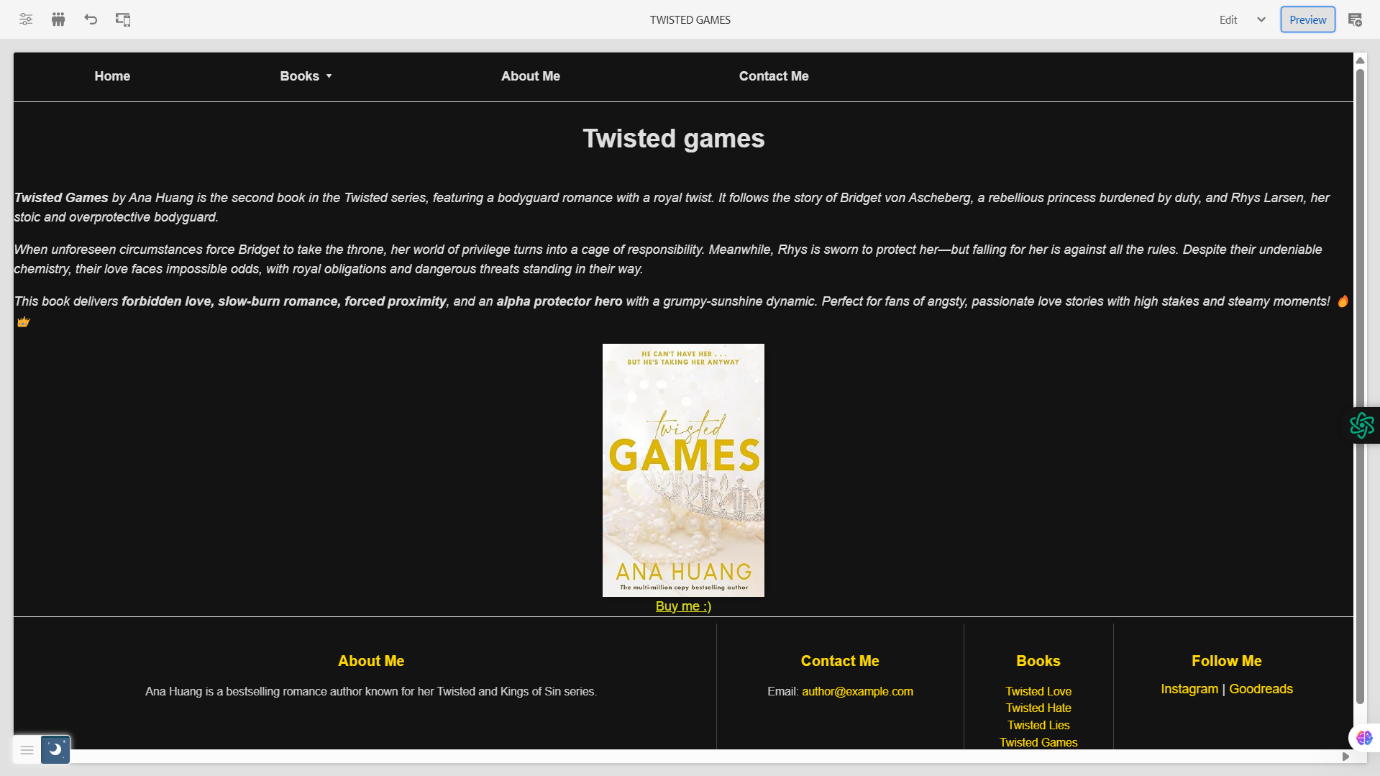 TWISTED GAMES
Edit
Preview
Home
Books
About Me
Contact Me
Twisted games
Twisted Games by Ana Huang is the second book in the Twisted series, featuring a bodyguard romance with a royal twist. It follows the story of Bridget von Ascheberg, a rebellious princess burdened by duty, and Rhys Larsen, her
stoic and overprotective bodyguard.
When unforeseen circumstances force Bridget to take the throne, her world of privilege turns into a cage of responsibility. Meanwhile, Rhys is sworn to protect her—but falling for her is against all the rules. Despite their undeniable
chemistry, their love faces impossible odds, with royal obligations and dangerous threats standing in their way.
This book delivers forbidden love, slow-burn romance, forced proximity, and an alpha protector hero with a grumpy-sunshine dynamic. Perfect for fans of angsty, passionate love stories with high stakes and steamy moments! 🔥
👑
HE CAN'T HAVE HER . . .
BUT HE'S TAKING HER ANYWAY
twisted
GAMES
ANA HUANG
The multi-million copy bestselling author
Buy me :)
About Me
Ana Huang is a bestselling romance author known for her Twisted and Kings of Sin series.
Contact Me
Email: author@example.com
Books
Twisted Love
Twisted Hate
Twisted Lies
Twisted Games
Follow Me
Instagram | Goodreads